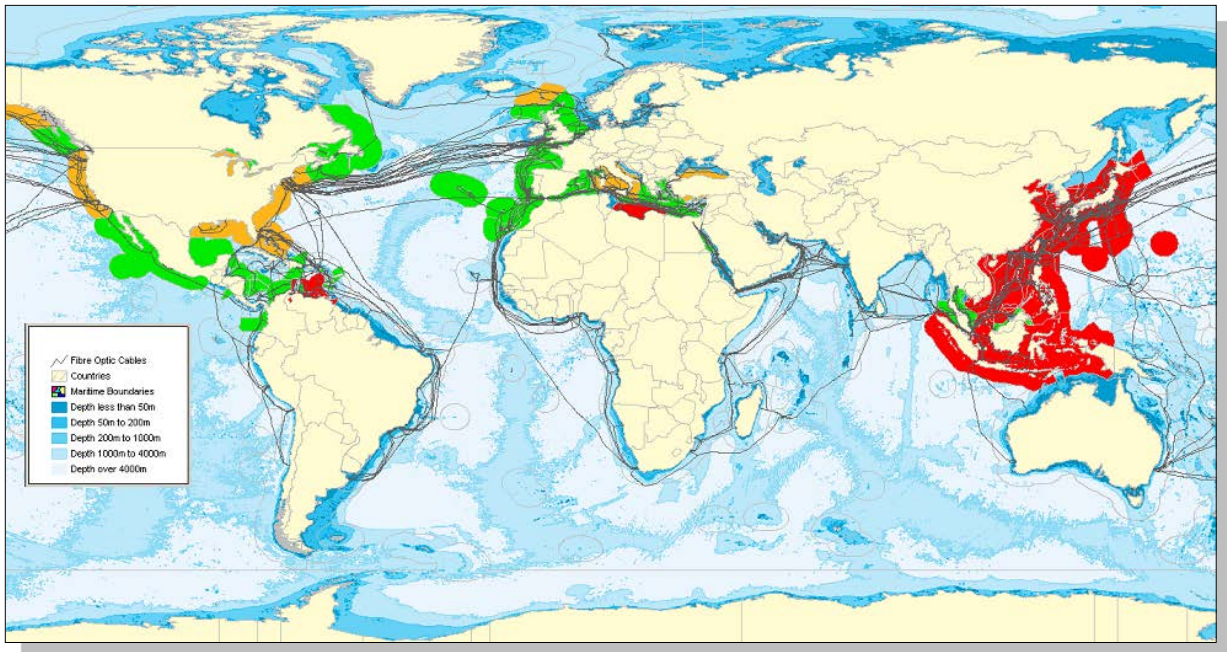 Fibre Optic Cables
Countries
Maritime Boundaries
Depth less than 50m
Depth 50m to 200m
Depth 200m to 1000m
Depth 1000m to 4000m
Depth over 4000m